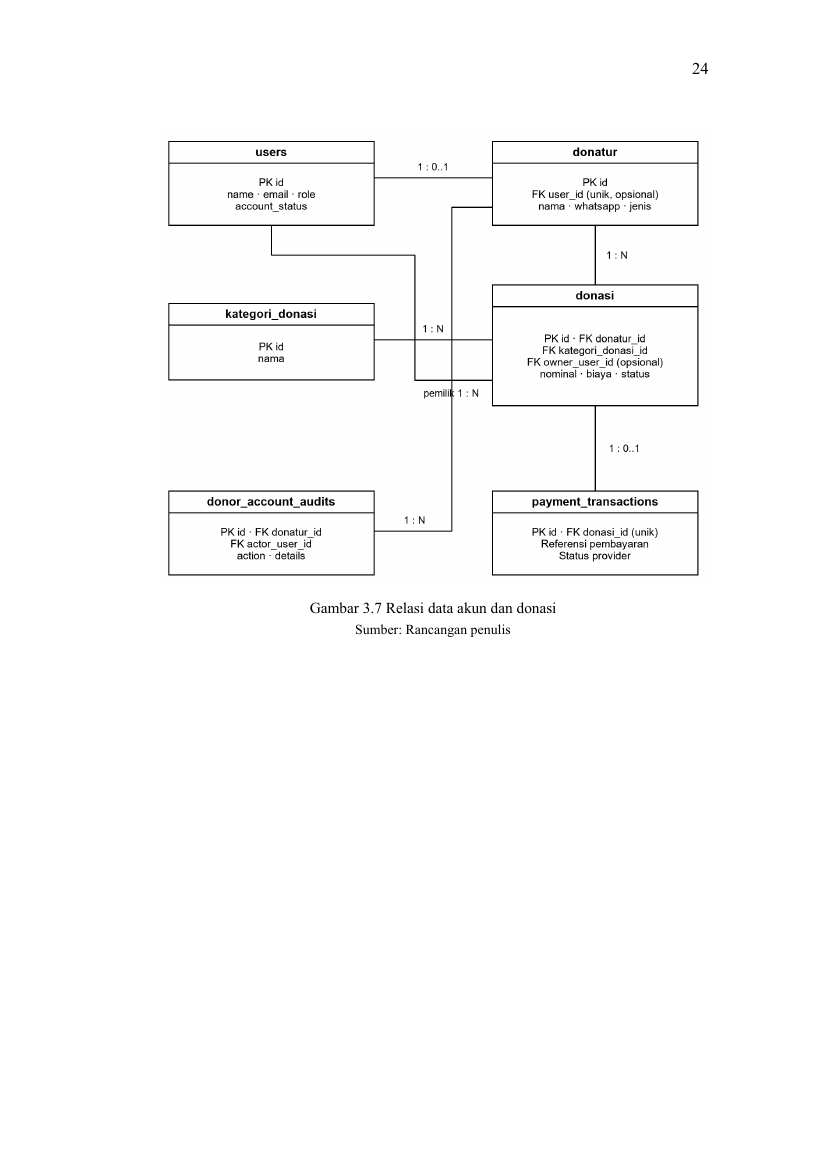 24
users
PK id
name · email · role
account_status
1 : 0..1
donatur
PK id
FK user_id (unik, opsional)
nama · whatsapp · jenis
1 : N
kategori_donasi
PK id
nama
1 : N
pemilik 1 : N
donasi
PK id · FK donatur_id
FK kategori_donasi_id
FK owner_user_id (opsional)
nominal · biaya · status
1 : 0..1
donor_account_audits
PK id · FK donatur_id
FK actor_user_id
action · details
1 : N
payment_transactions
PK id · FK donasi_id (unik)
Referensi pembayaran
Status provider
Gambar 3.7 Relasi data akun dan donasi
Sumber: Rancangan penulis